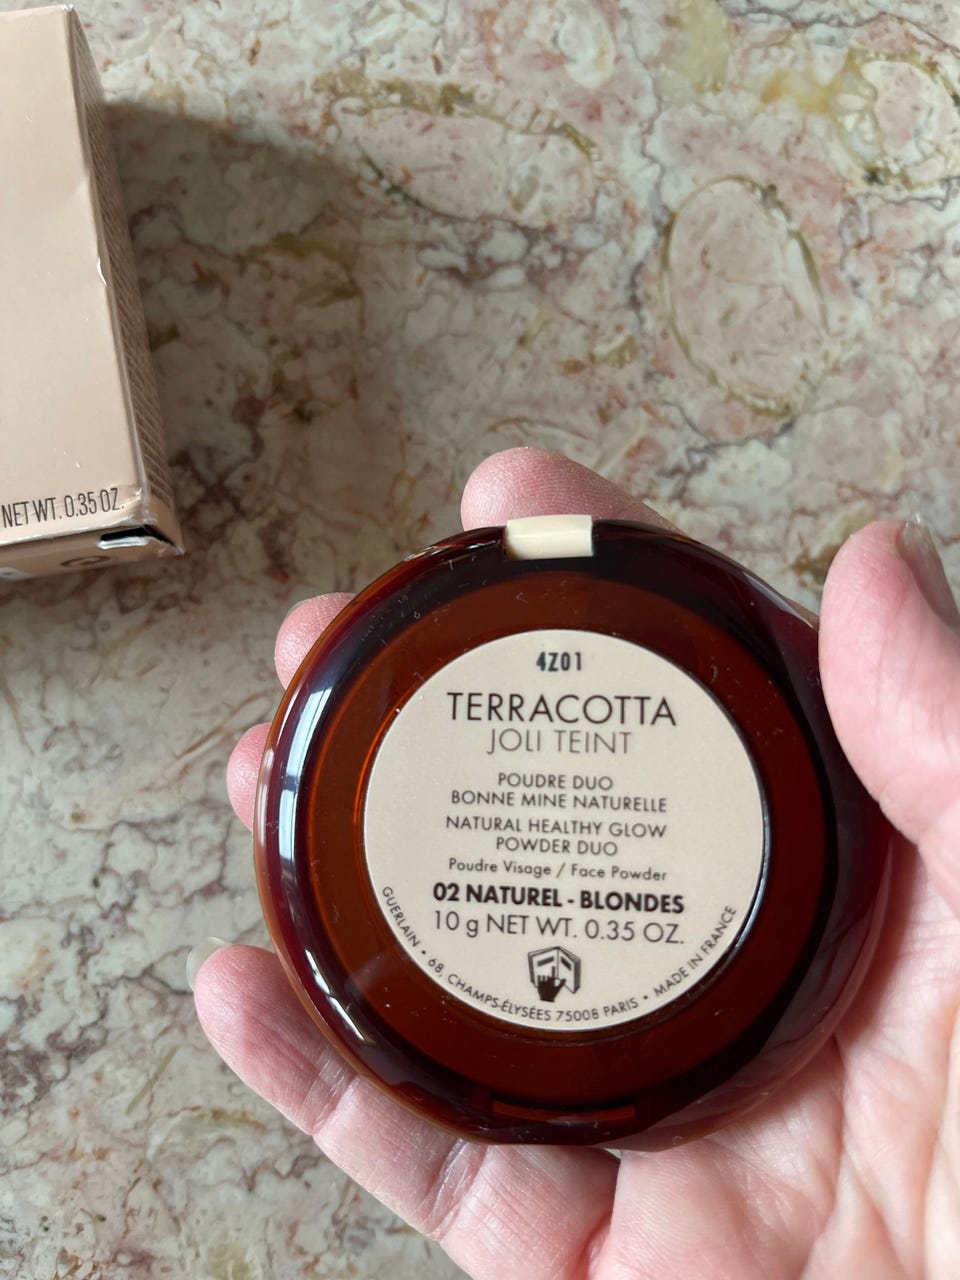 NET WT. 0.35 OZ.
4Z01
TERRACOTTA
JOLI TEINT
POUDRE DUO
BONNE MINE NATURELLE
NATURAL HEALTHY GLOW
POWDER DUO
Poudre Visage / Face Powder
02 NATUREL - BLONDES
10 g NET WT. 0.35 OZ.
GUERLAIN • 68, CHAMPS-ÉLYSÉES 75008 PARIS • MADE IN FRANCE